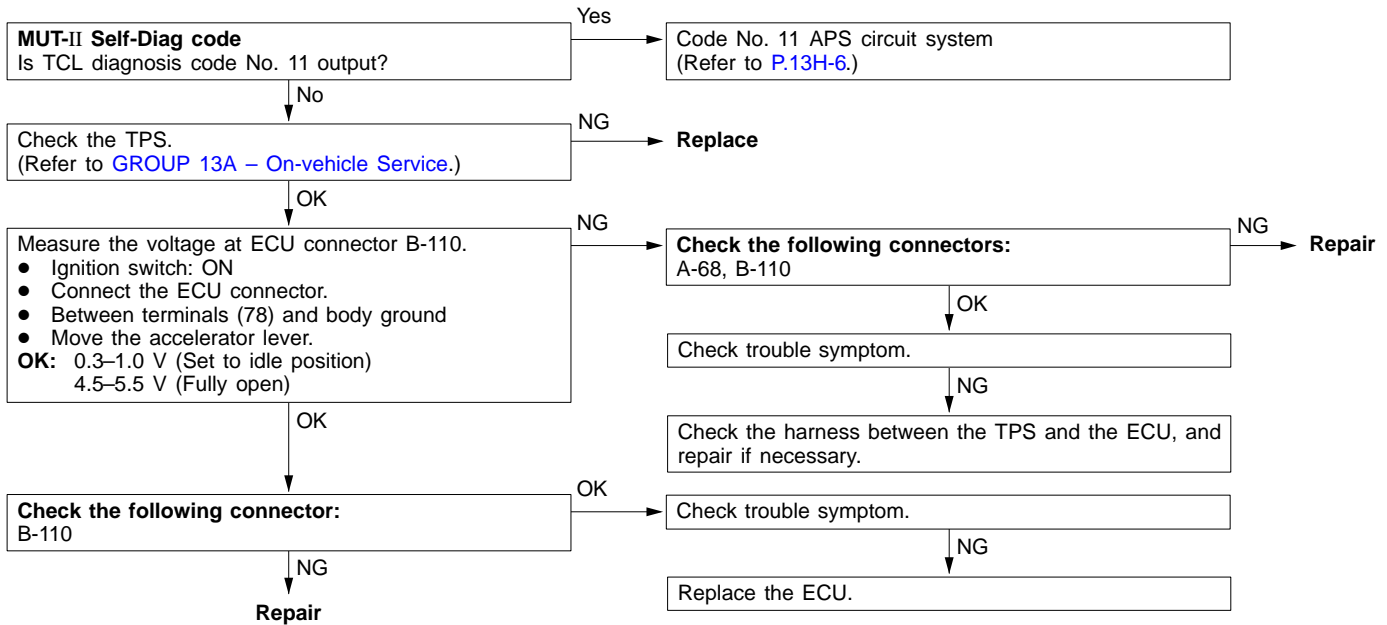 MUT-II Self-Diag code
Is TCL diagnosis code No. 11 output?
Yes
Code No. 11 APS circuit system
(Refer to P.13H-6.)
No
Check the TPS.
(Refer to GROUP 13A – On-vehicle Service.)
NG
Replace
OK
Measure the voltage at ECU connector B-110.
● Ignition switch: ON
● Connect the ECU connector.
● Between terminals (78) and body ground
● Move the accelerator lever.
OK: 0.3–1.0 V (Set to idle position)
4.5–5.5 V (Fully open)
NG
Check the following connectors:
A-68, B-110
NG
Repair
OK
Check trouble symptom.
NG
Check the harness between the TPS and the ECU, and
repair if necessary.
OK
Check the following connector:
B-110
OK
Check trouble symptom.
NG
Replace the ECU.
NG
Repair